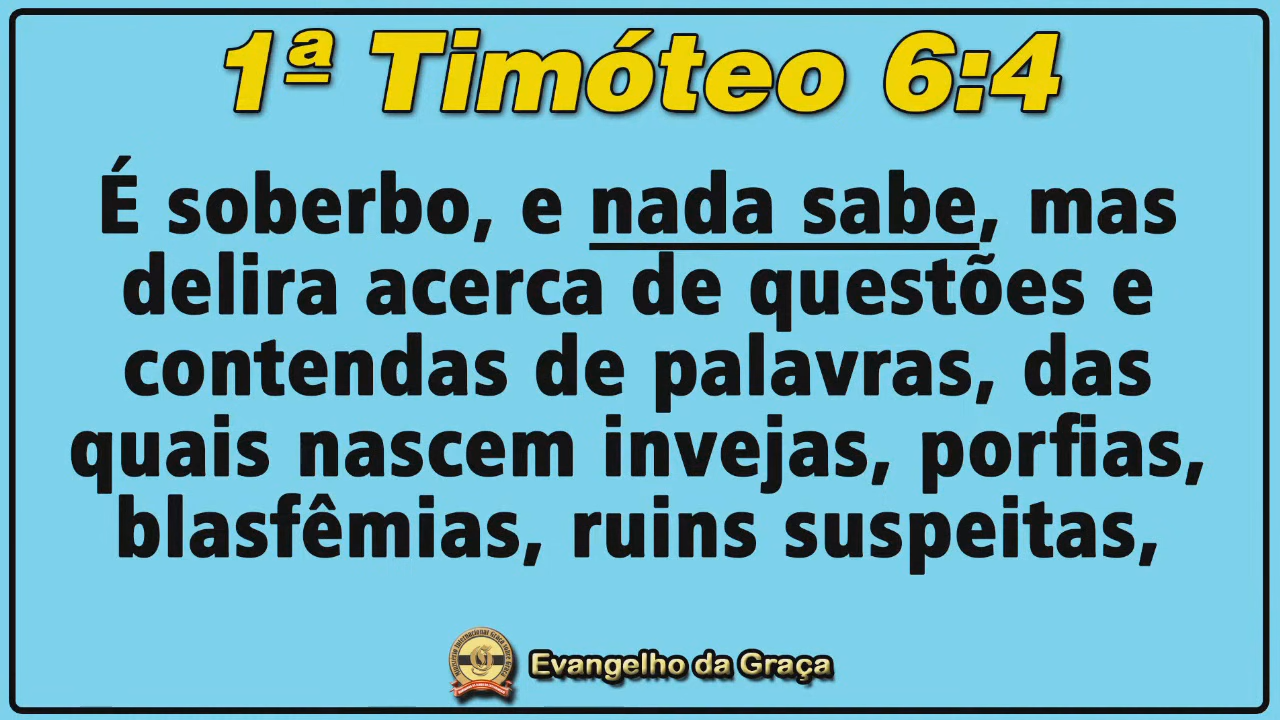 1ª Timóteo 6:4
É soberbo, e nada sabe, mas
delira acerca de questões e
contendas de palavras, das
quais nascem invejas, porfias,
blasfêmias, ruins suspeitas,
Evangelho da Graça